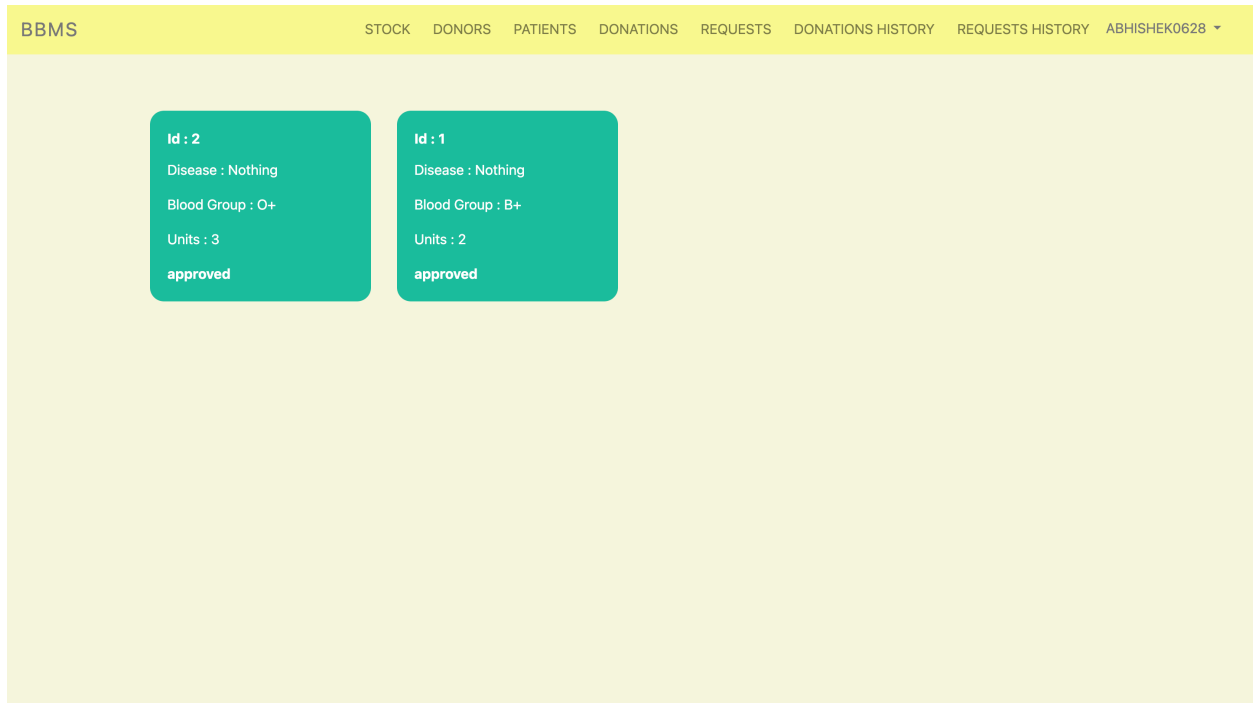 BBMS STOCK DONORS PATIENTS DONATIONS REQUESTS DONATIONS HISTORY REQUESTS HISTORY ABHISHEK0628
Id : 2
Disease : Nothing
Blood Group : O+
Units : 3
approved
Id : 1
Disease : Nothing
Blood Group : B+
Units : 2
approved